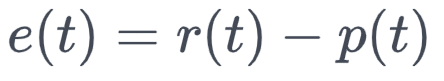 e(t) = r(t) − p(t)